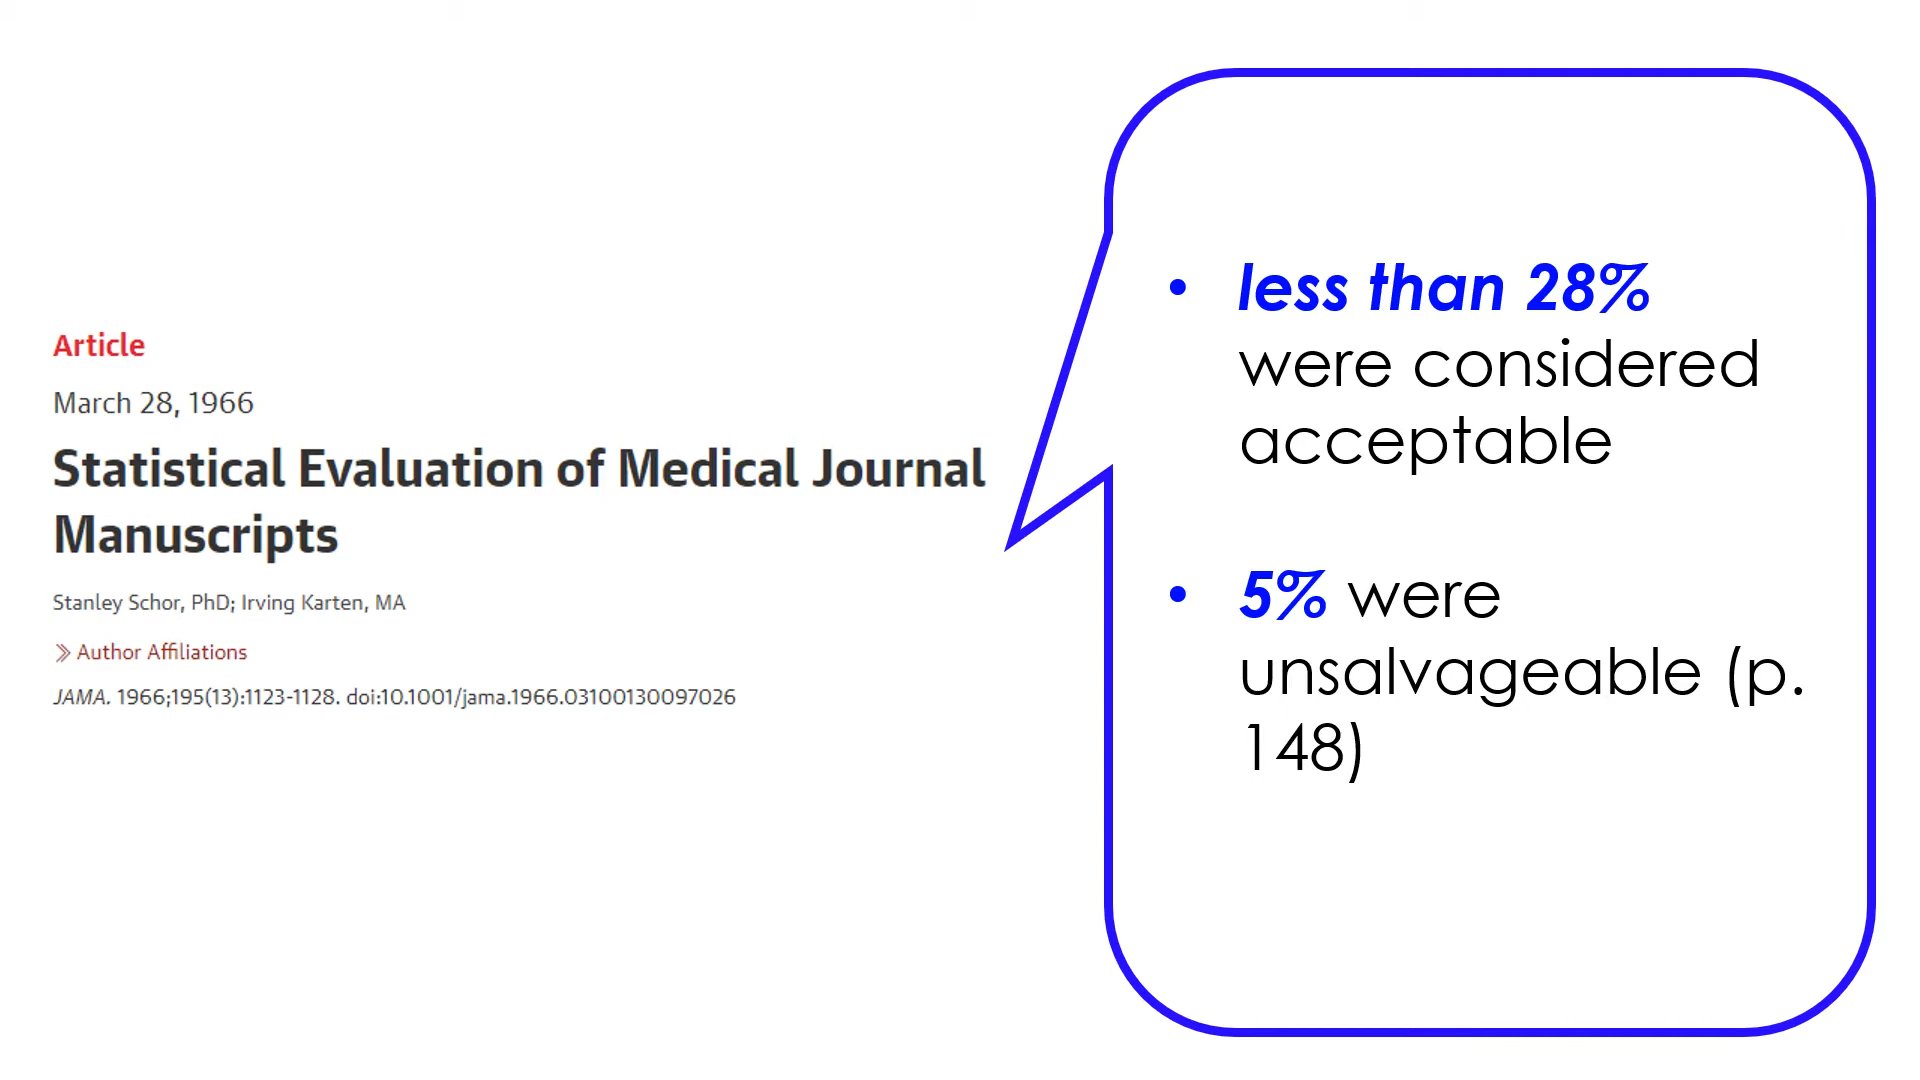 Article
March 28, 1966
Statistical Evaluation of Medical Journal
Manuscripts
Stanley Schor, PhD; Irving Karten, MA
» Author Affiliations
JAMA. 1966;195(13):1123-1128. doi:10.1001/jama.1966.03100130097026
• less than 28%
were considered
acceptable
• 5% were
unsalvageable (p.
148)